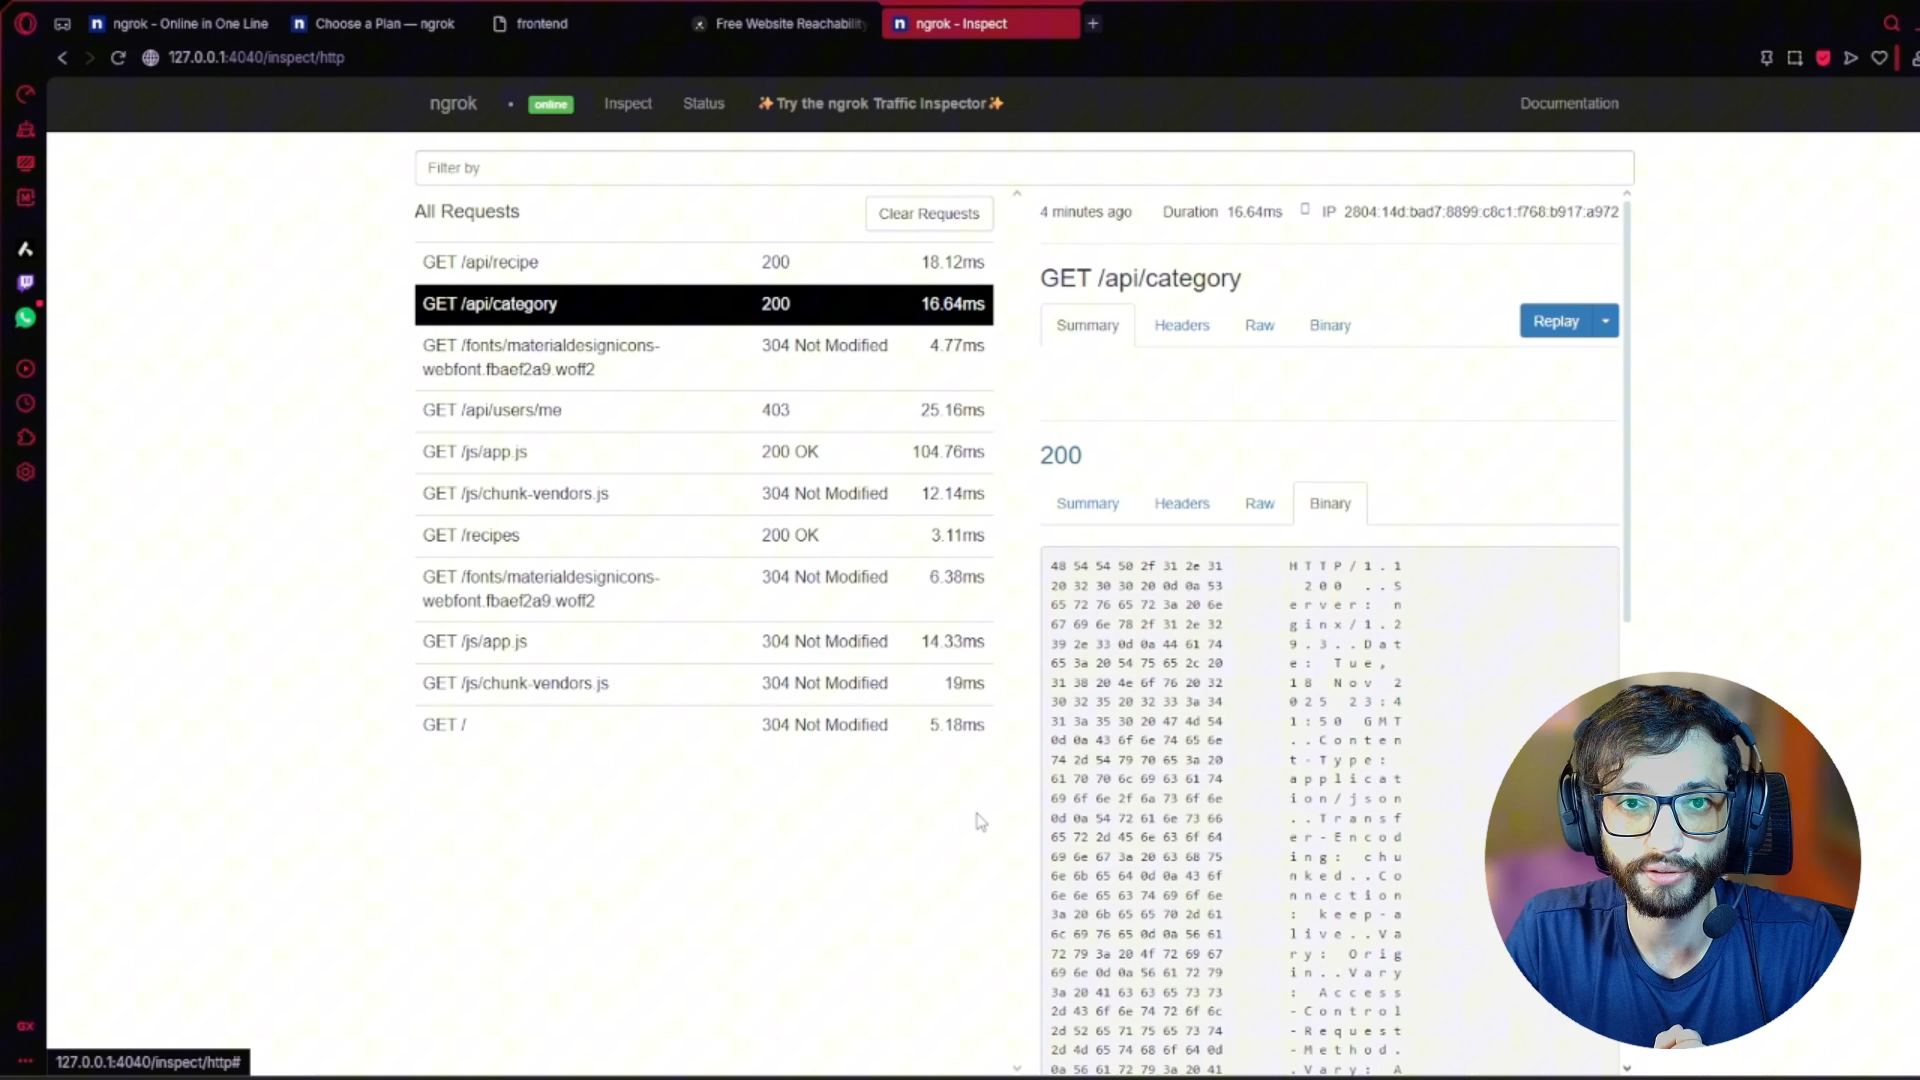 ngrok - Online in One Line
Choose a Plan — ngrok
frontend
Free Website Reachability
ngrok - Inspect
127.0.0.1:4040/inspect/http
ngrok
online
Inspect
Status
✨Try the ngrok Traffic Inspector✨
Documentation
Filter by
All Requests
Clear Requests
GET /api/recipe 200 18.12ms
GET /api/category 200 16.64ms
GET /fonts/materialdesignicons-webfont.fbaef2a9.woff2 304 Not Modified 4.77ms
GET /api/users/me 403 25.16ms
GET /js/app.js 200 OK 104.76ms
GET /js/chunk-vendors.js 304 Not Modified 12.14ms
GET /recipes 200 OK 3.11ms
GET /fonts/materialdesignicons-webfont.fbaef2a9.woff2 304 Not Modified 6.38ms
GET /js/app.js 304 Not Modified 14.33ms
GET /js/chunk-vendors.js 304 Not Modified 19ms
GET / 304 Not Modified 5.18ms
4 minutes ago Duration 16.64ms IP 2804:14d:bad7:8899:c8c1:f768:b917:a972
GET /api/category
Summary Headers Raw Binary
Replay
200
Summary Headers Raw Binary
48 54 54 50 2f 31 2e 31 H T T P / 1 . 1
20 32 30 30 20 0d 0a 53 2 0 0 . . S
65 72 76 65 72 3a 20 6e e r v e r : n
67 69 6e 78 2f 31 2e 32 g i n x / 1 . 2
39 2e 33 0d 0a 44 61 74 9 . 3 . . D a t
65 3a 20 54 75 65 2c 20 e : T u e ,
31 38 20 4e 6f 76 20 32 1 8 N o v 2
30 32 35 20 32 33 3a 34 0 2 5 2 3 : 4
31 3a 35 30 20 47 4d 54 1 : 5 0 G M T
0d 0a 43 6f 6e 74 65 6e . . C o n t e n
74 2d 54 79 70 65 3a 20 t - T y p e :
61 70 70 6c 69 63 61 74 a p p l i c a t
69 6f 6e 2f 6a 73 6f 6e i o n / j s o n
0d 0a 54 72 61 6e 73 66 . . T r a n s f
65 72 2d 45 6e 63 6f 64 e r - E n c o d
69 6e 67 3a 20 63 68 75 i n g : c h u
6e 6b 65 64 0d 0a 43 6f n k e d . . C o
6e 6e 65 63 74 69 6f 6e n n e c t i o n
3a 20 6b 65 65 70 2d 61 : k e e p - a
6c 69 76 65 0d 0a 56 61 l i v e . . V a
72 79 3a 20 4f 72 69 67 r y : O r i g
69 6e 0d 0a 56 61 72 79 i n . . V a r y
3a 20 41 63 63 65 73 73 : A c c e s s
2d 43 6f 6e 74 72 6f 6c - C o n t r o l
2d 52 65 71 75 65 73 74 - R e q u e s t
2d 4d 65 74 68 6f 64 0d - M e t h o d .
0a 56 61 72 79 3a 20 41 . V a r y : A
GX
127.0.0.1:4040/inspect/http#